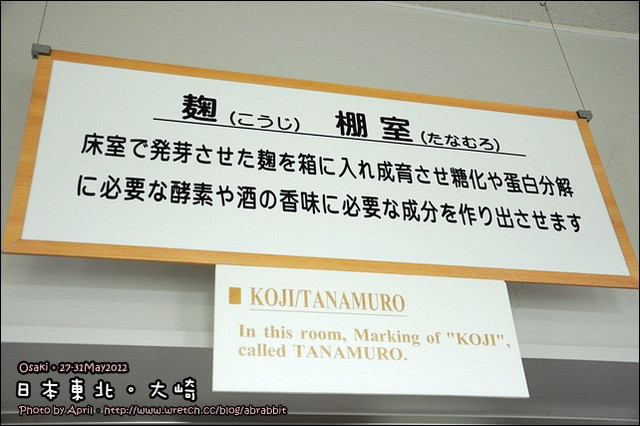 麹(こうじ) 棚室(たなむろ)
床室で発芽させた麹を箱に入れ成育させ糖化や蛋白分解
に必要な酵素や酒の香味に必要な成分を作り出させます
KOJI/TANAMURO
In this room, Marking of "KOJI",
called TANAMURO.
Osaki・27-31May2012
日本東北。大崎
Photo by April・http://www.wretch.cc/blog/abrabbit